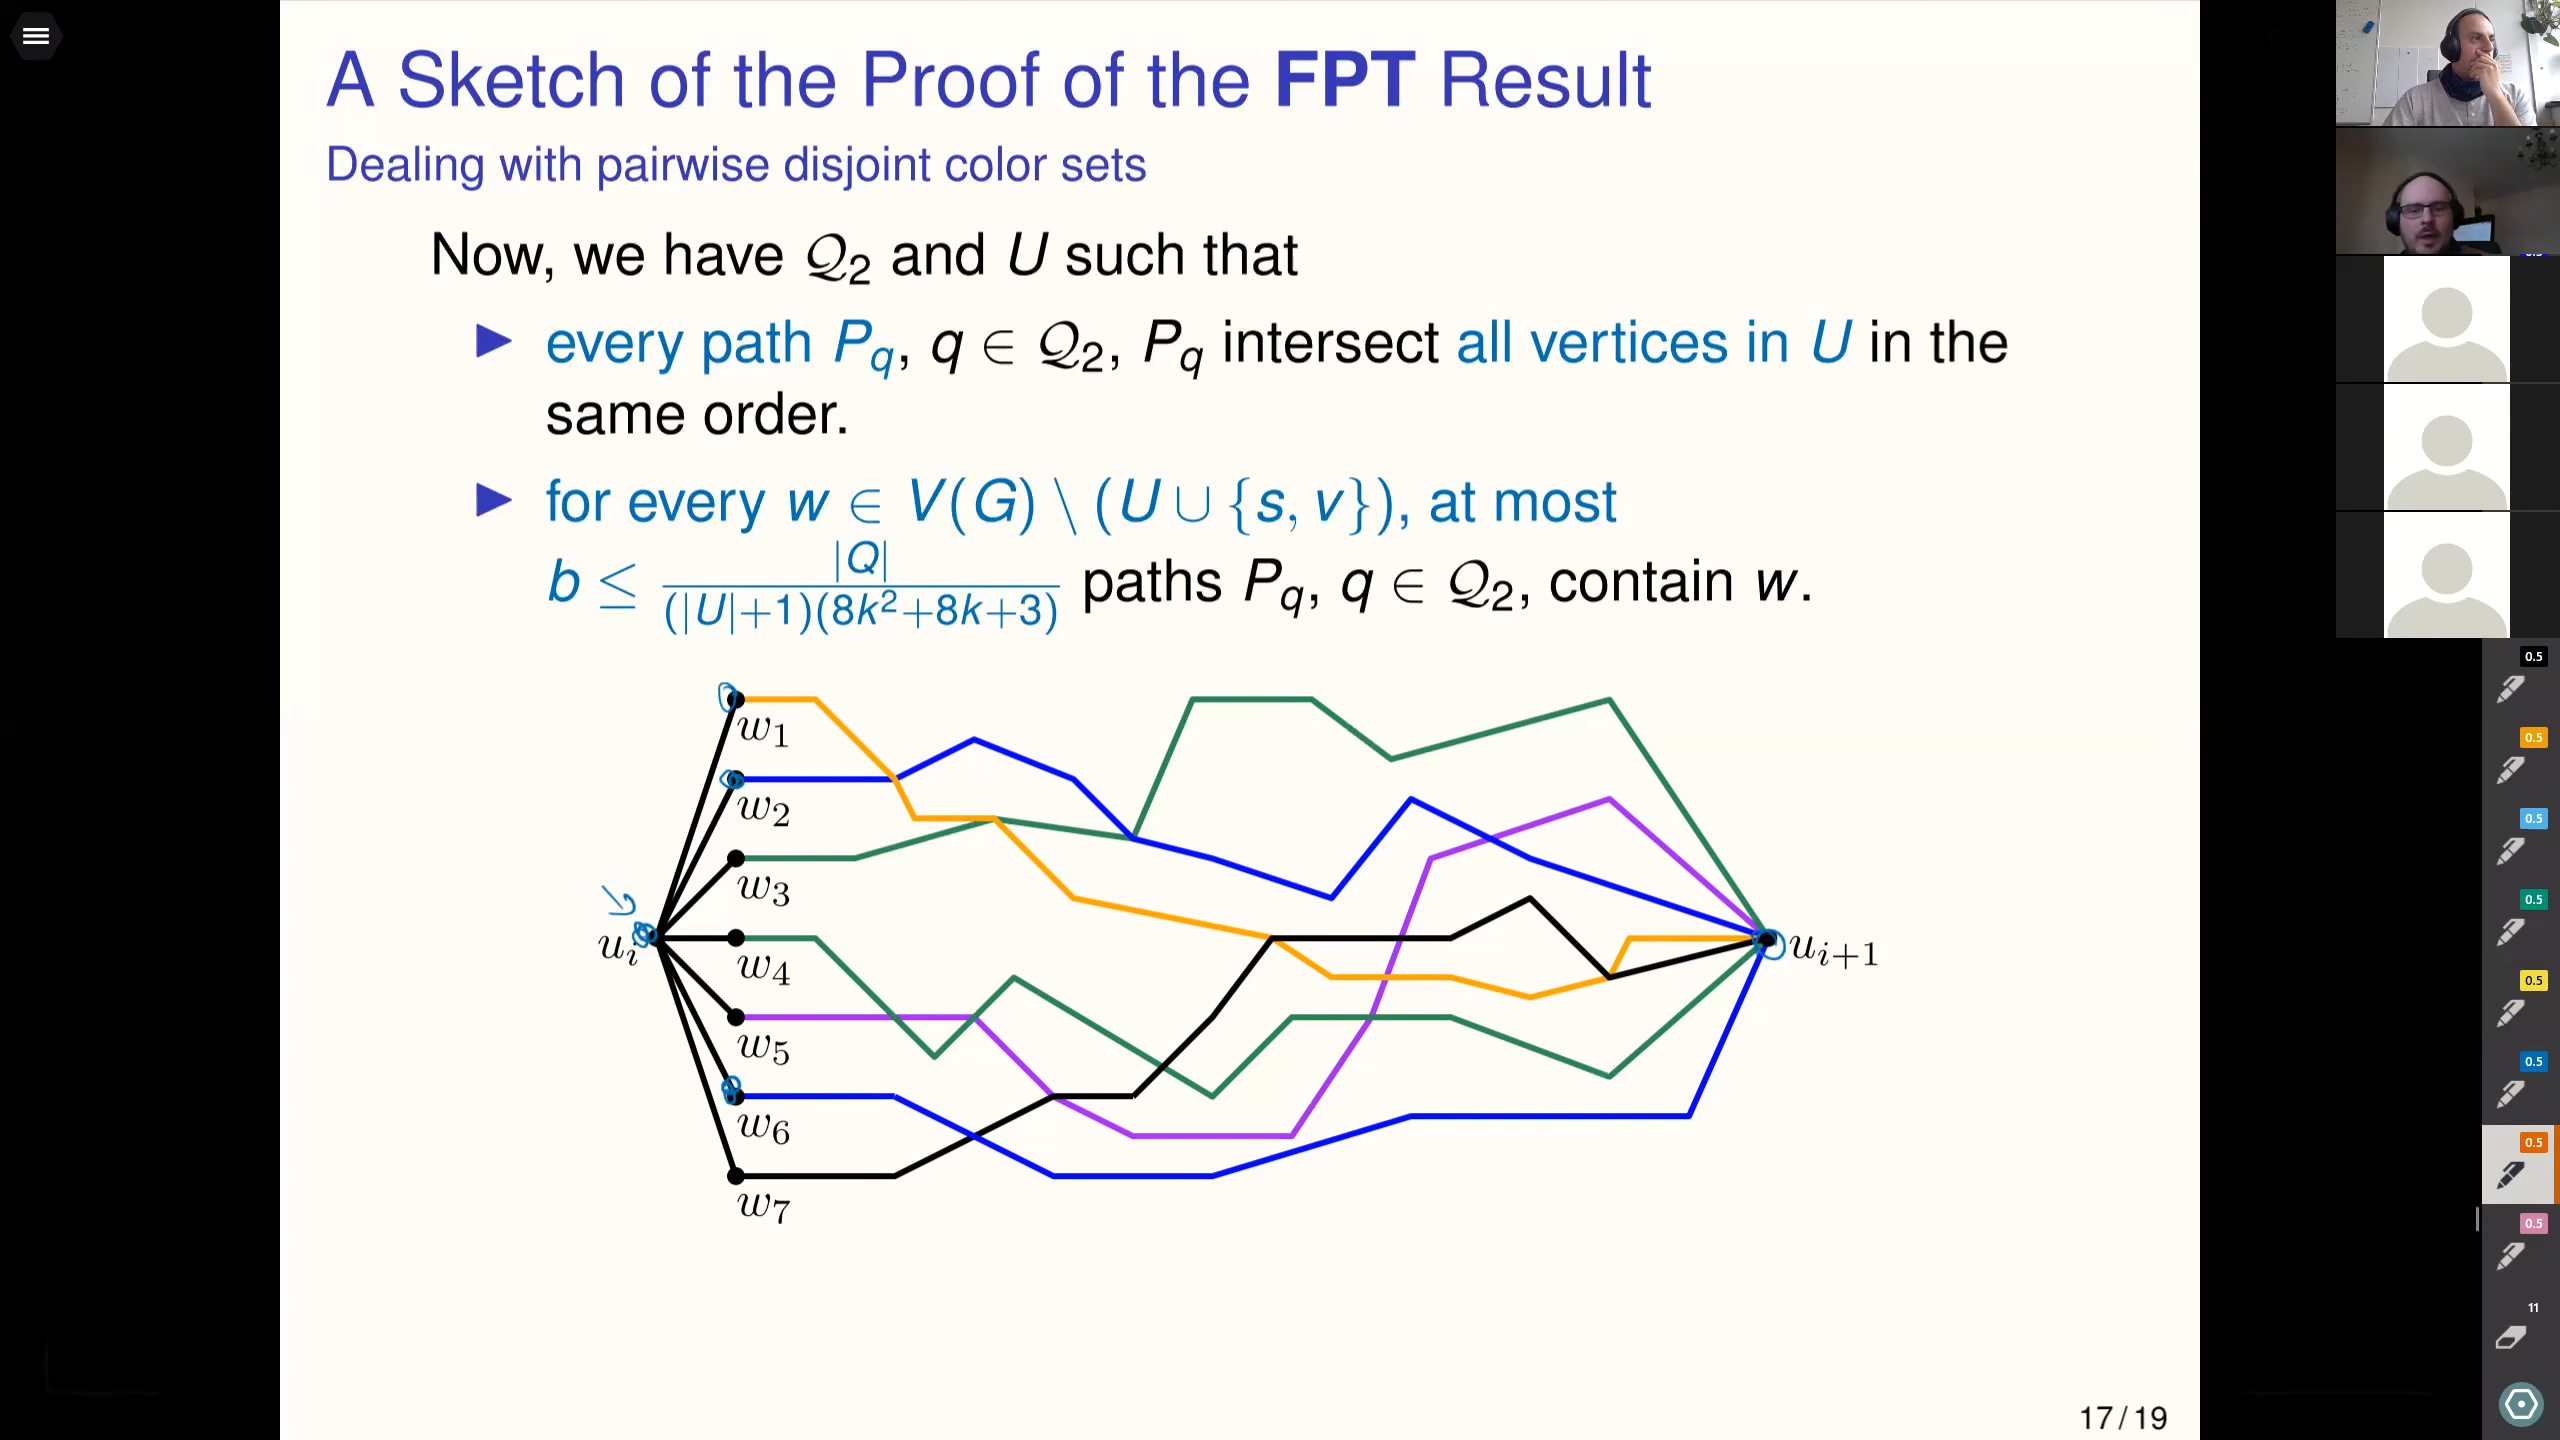 A Sketch of the Proof of the FPT Result
Dealing with pairwise disjoint color sets
Now, we have 𝒬₂ and U such that
▶ every path P_q, q ∈ 𝒬₂, P_q intersect all vertices in U in the
same order.
▶ for every w ∈ V(G) \ (U ∪ {s, v}), at most
b ≤ |Q| / (|U|+1)(8k²+8k+3) paths P_q, q ∈ 𝒬₂, contain w.
w₁
w₂
w₃
u_i
w₄
u_{i+1}
w₅
w₆
w₇
17/19
0.5
0.5
0.5
0.5
0.5
0.5
0.5
0.5
11